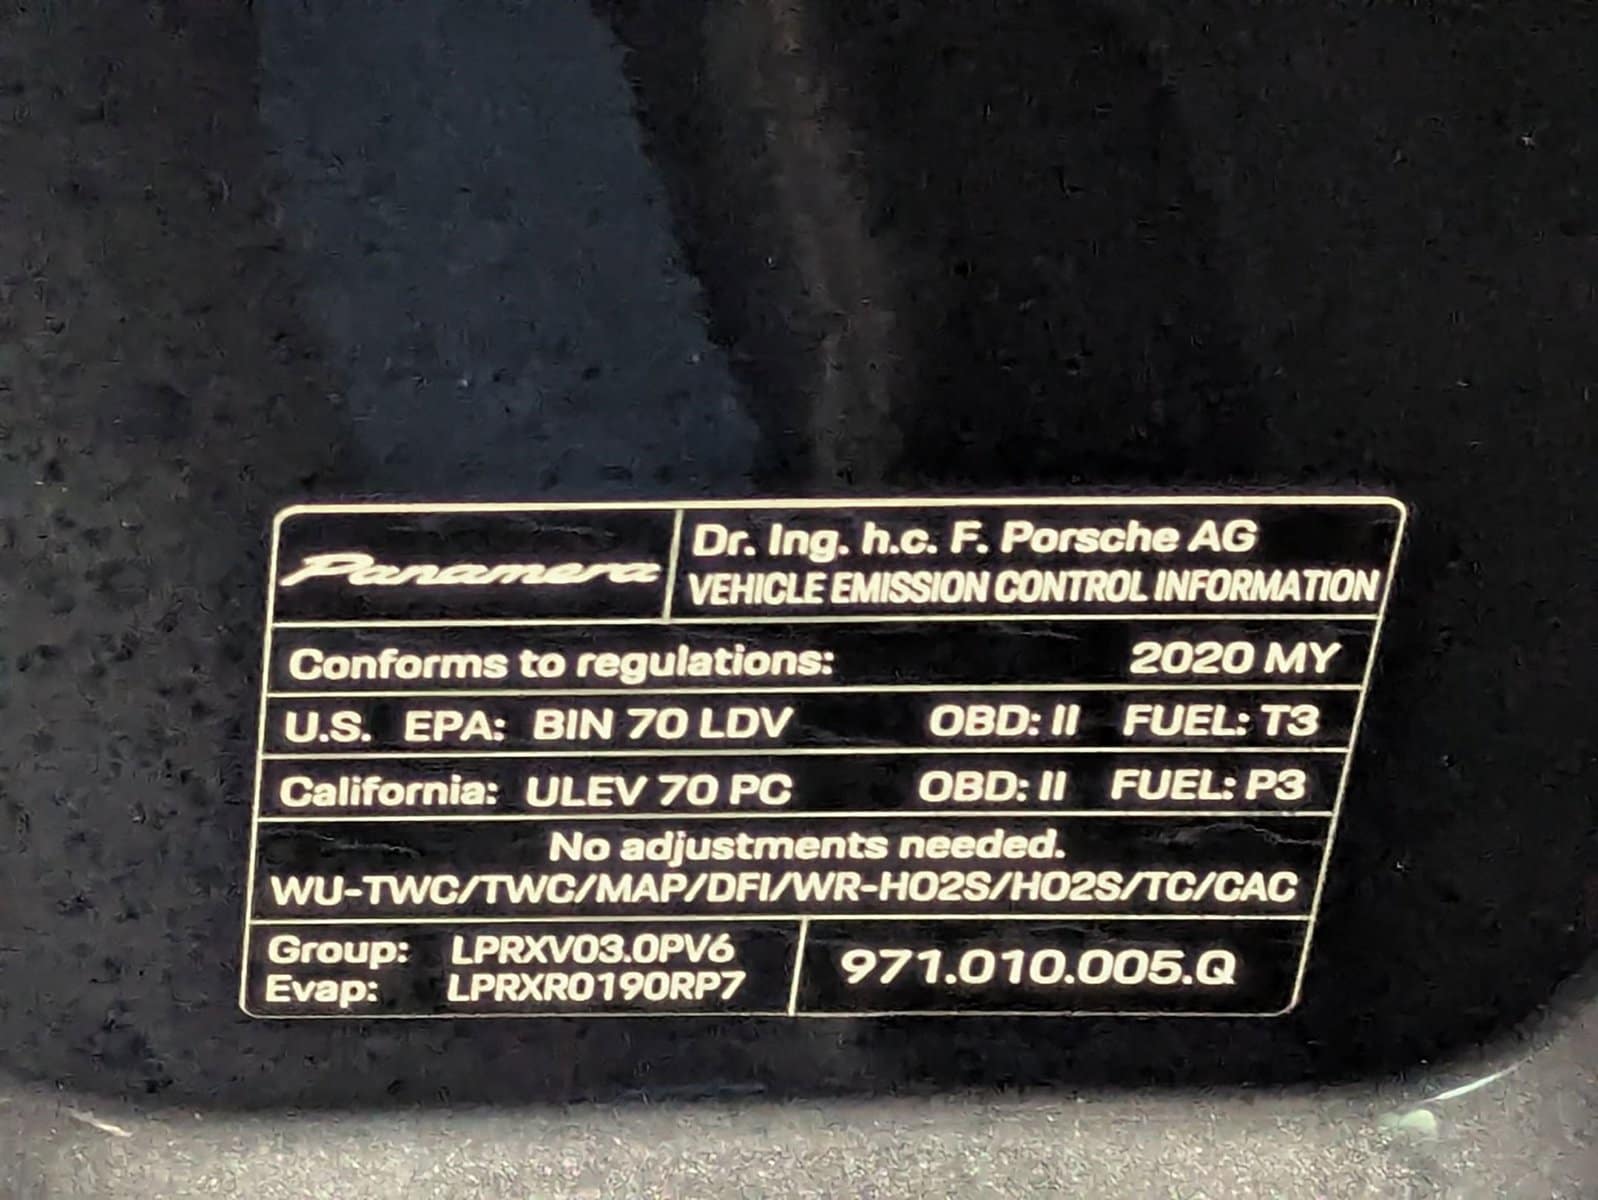 Panamera
Dr. Ing. h.c. F. Porsche AG
VEHICLE EMISSION CONTROL INFORMATION
Conforms to regulations: 2020 MY
U.S. EPA: BIN 70 LDV OBD: II FUEL: T3
California: ULEV 70 PC OBD: II FUEL: P3
No adjustments needed.
WU-TWC/TWC/MAP/DFI/WR-HO2S/HO2S/TC/CAC
Group: LPRXV03.0PV6
Evap: LPRXR0190RP7
971.010.005.Q